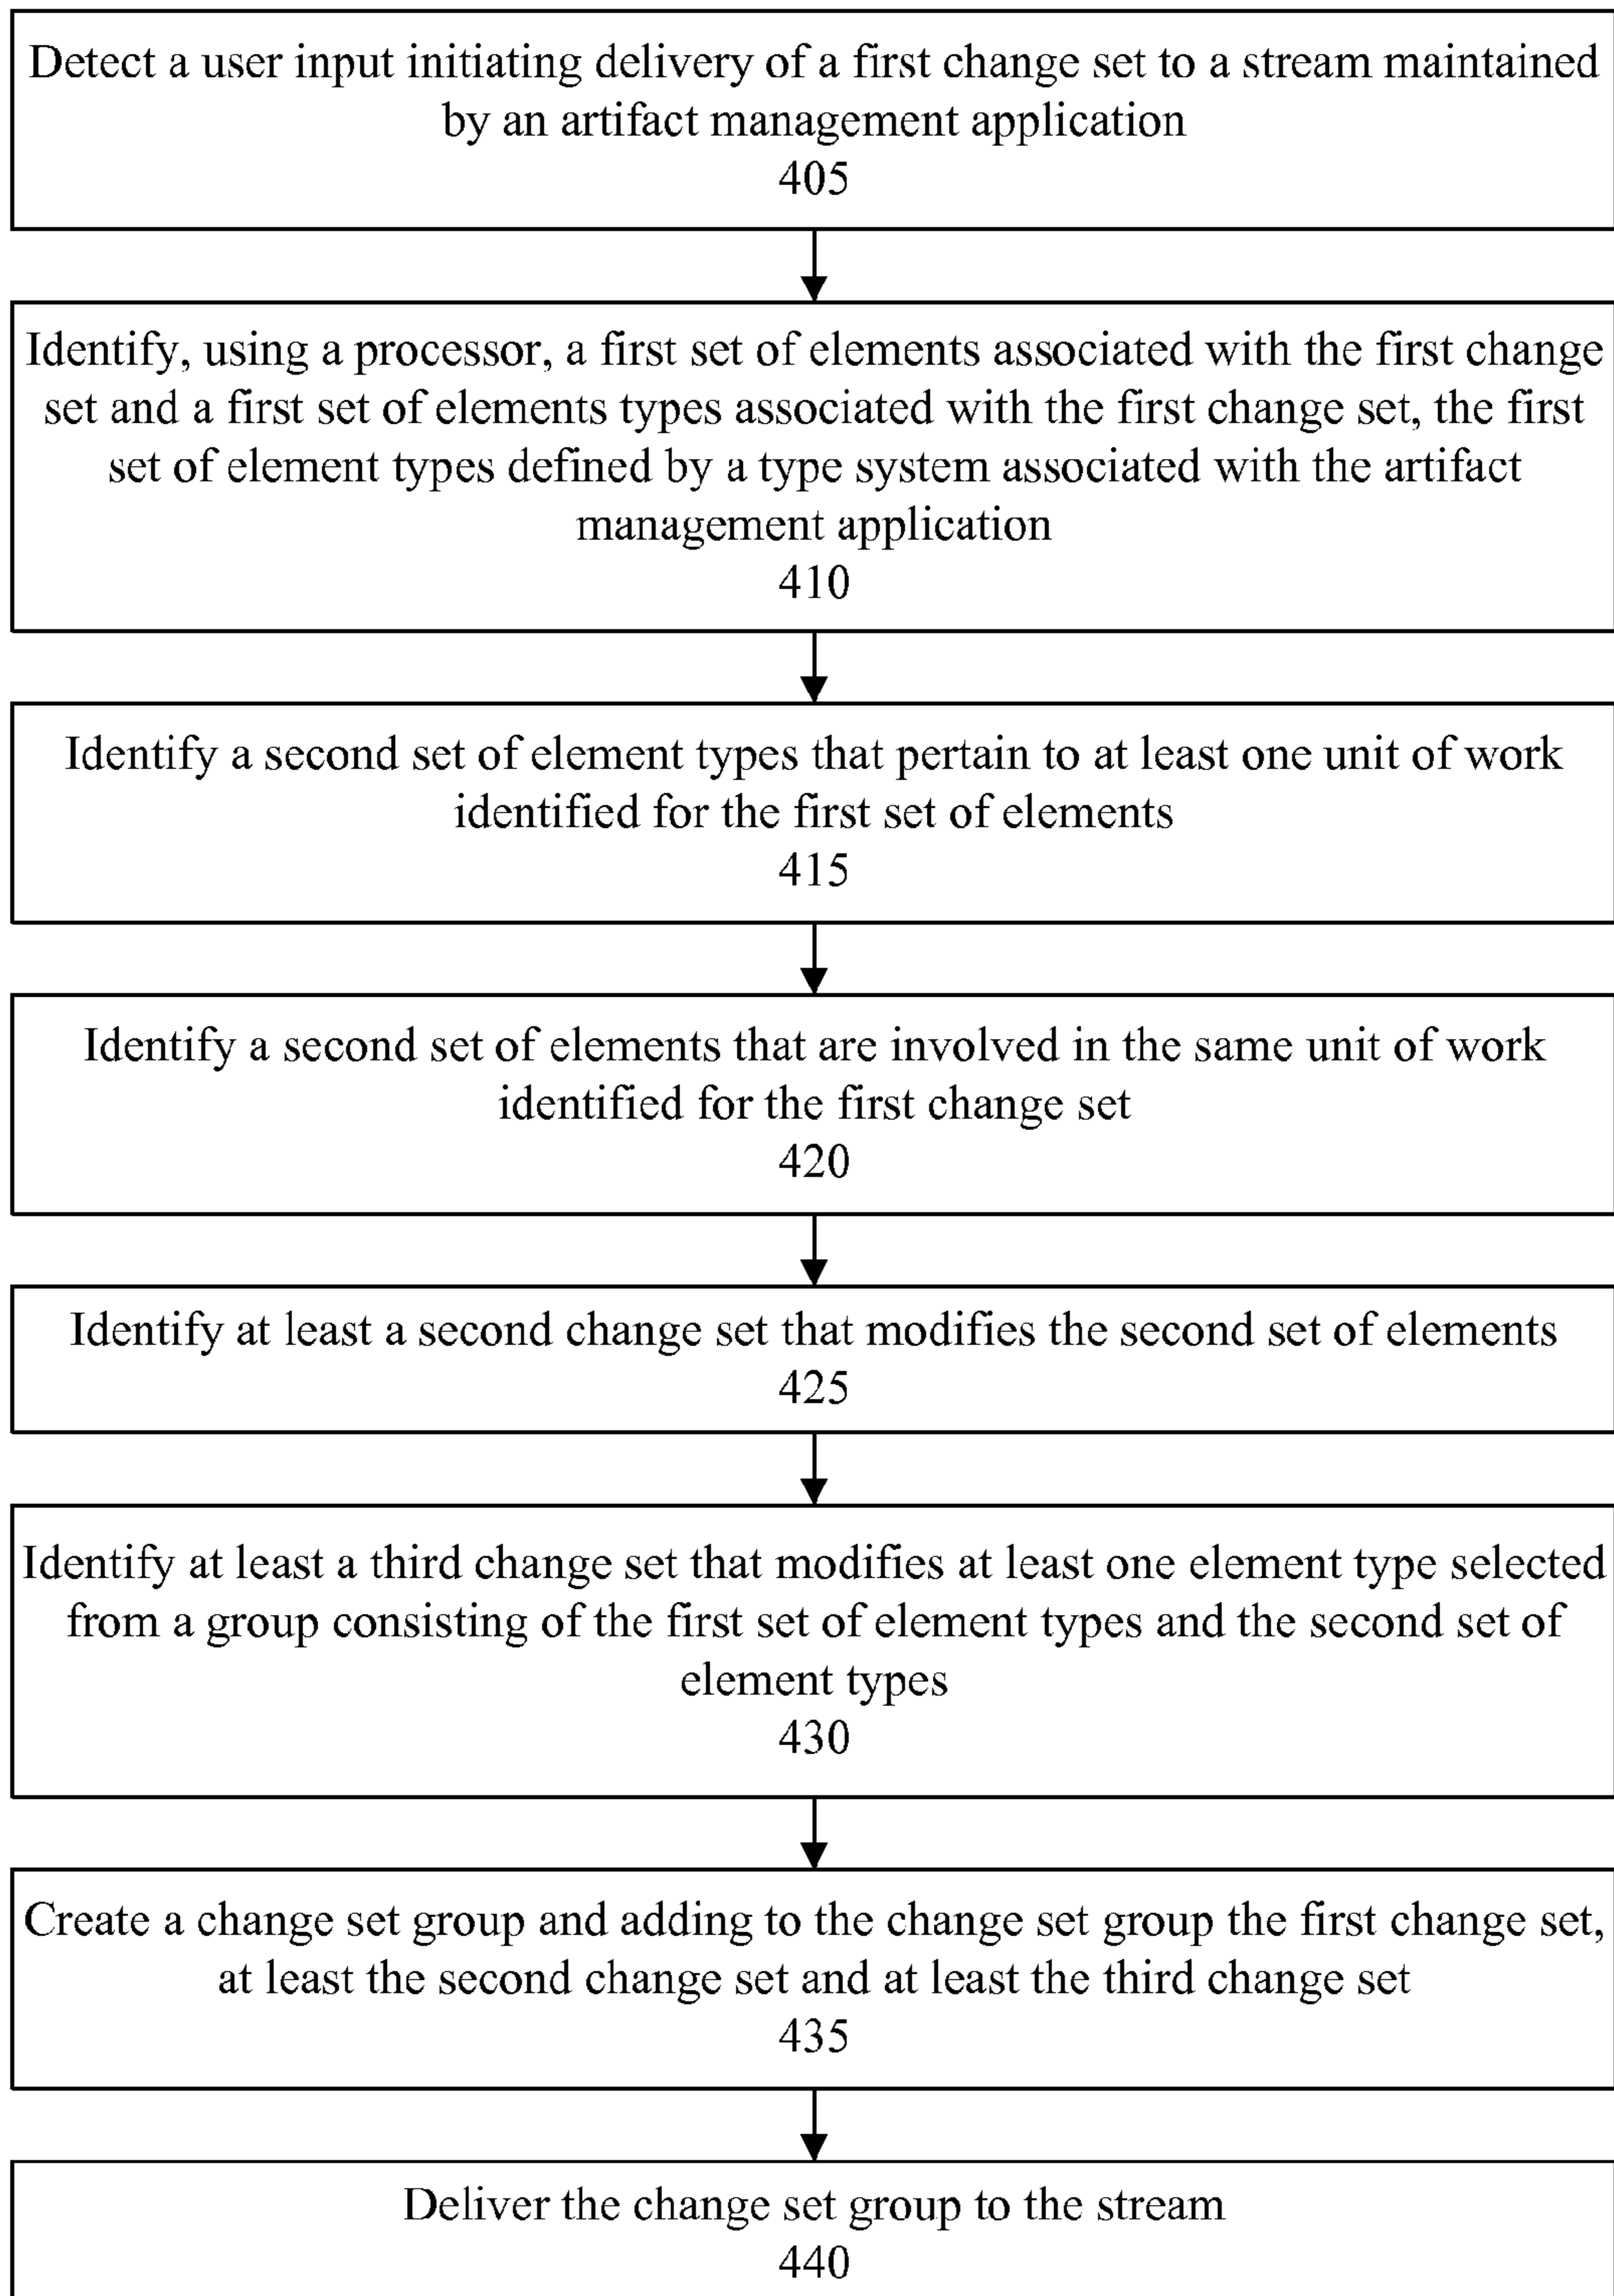 Detect a user input initiating delivery of a first change set to a stream maintained
by an artifact management application
405
Identify, using a processor, a first set of elements associated with the first change
set and a first set of elements types associated with the first change set, the first
set of element types defined by a type system associated with the artifact
management application
410
Identify a second set of element types that pertain to at least one unit of work
identified for the first set of elements
415
Identify a second set of elements that are involved in the same unit of work
identified for the first change set
420
Identify at least a second change set that modifies the second set of elements
425
Identify at least a third change set that modifies at least one element type selected
from a group consisting of the first set of element types and the second set of
element types
430
Create a change set group and adding to the change set group the first change set,
at least the second change set and at least the third change set
435
Deliver the change set group to the stream
440